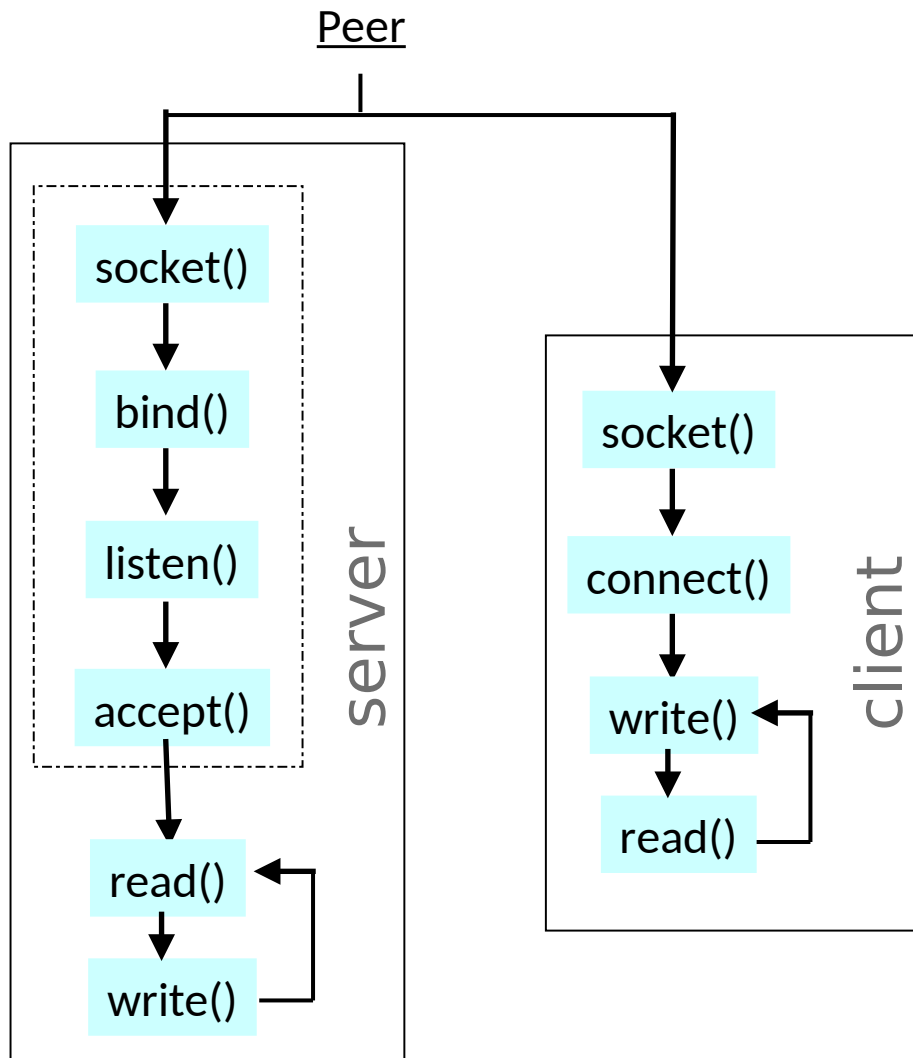 Peer
socket()
bind()
listen()
accept()
read()
write()
server
socket()
connect()
write()
read()
client